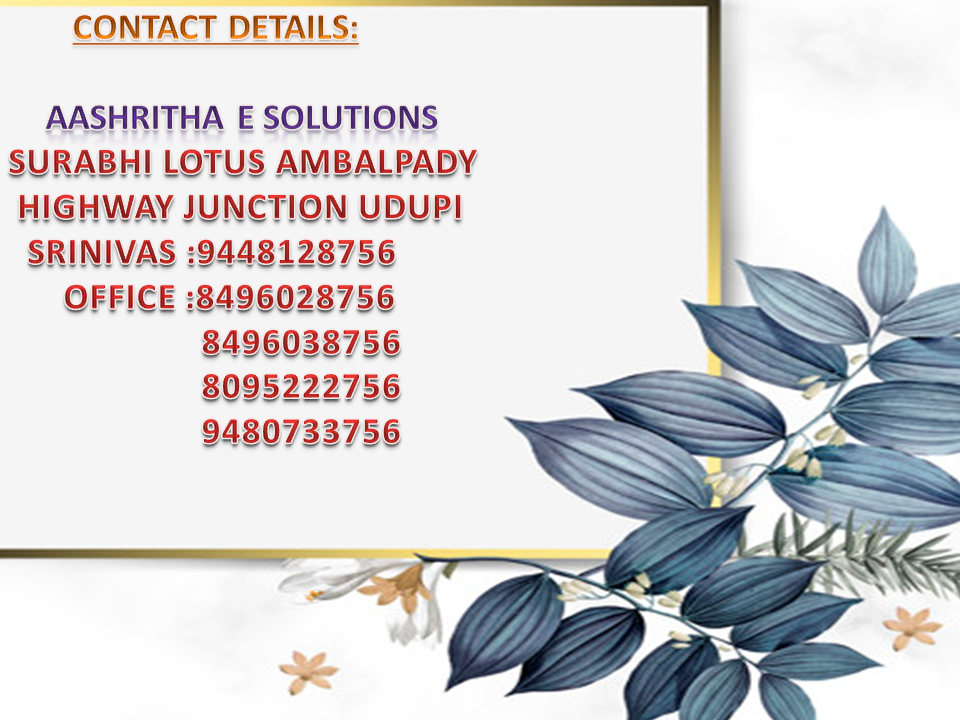 CONTACT DETAILS:
AASHRITHA E SOLUTIONS
SURABHI LOTUS AMBALPADY
HIGHWAY JUNCTION UDUPI
SRINIVAS :9448128756
OFFICE :8496028756
8496038756
8095222756
9480733756